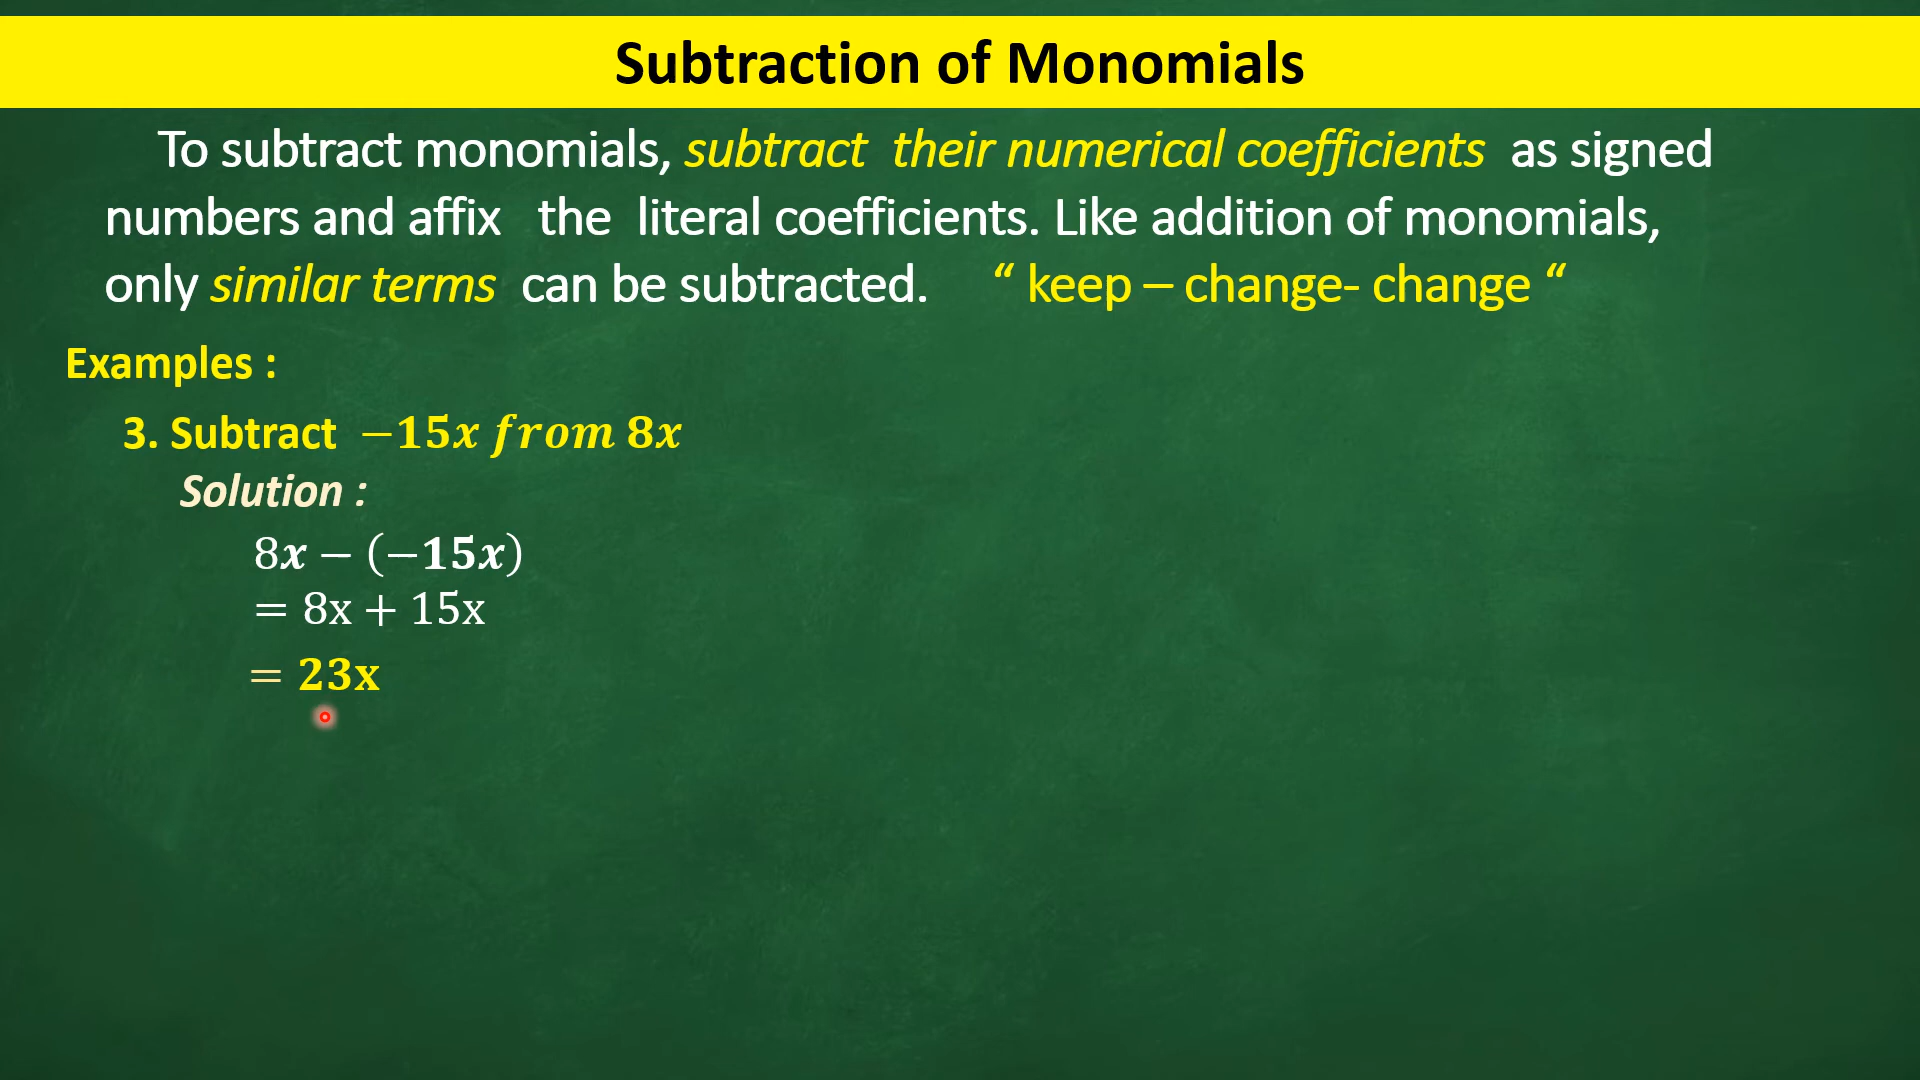 Subtraction of Monomials
To subtract monomials, subtract their numerical coefficients as signed
numbers and affix the literal coefficients. Like addition of monomials,
only similar terms can be subtracted. “ keep – change- change “
Examples :
3. Subtract −15x from 8x
Solution :
8x − (−15x)
= 8x + 15x
= 23x